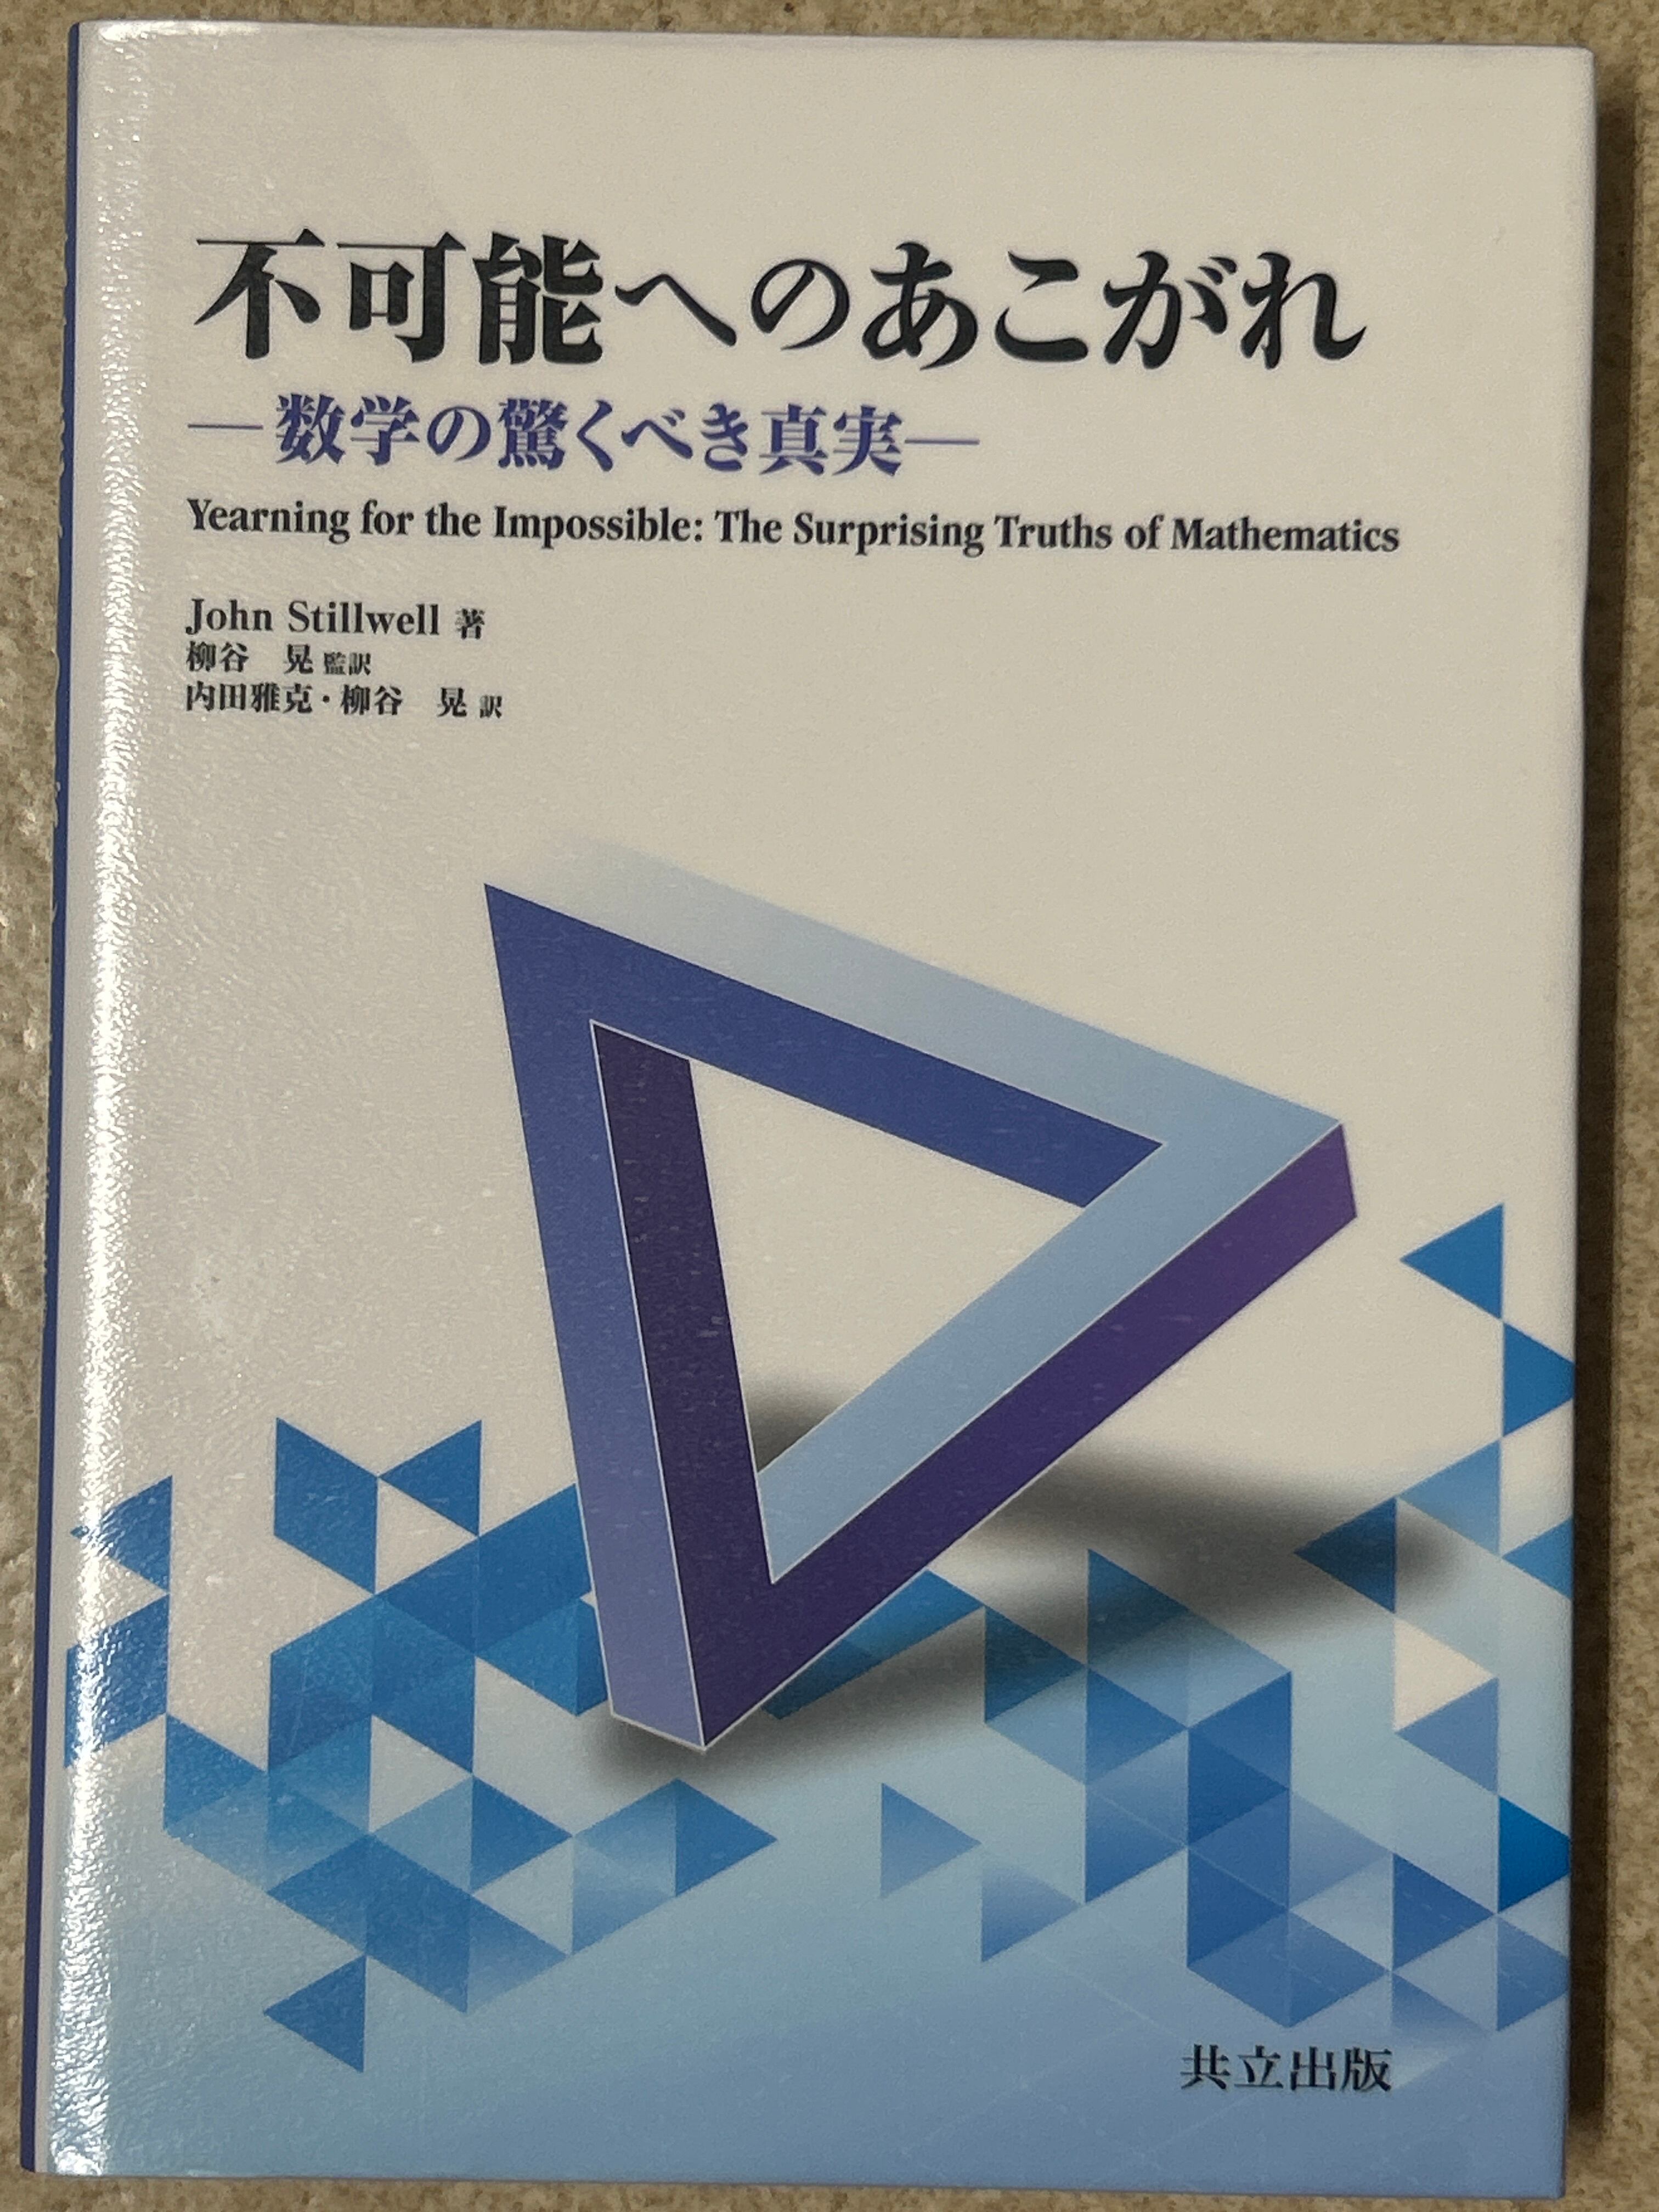 不可能へのあこがれ
―数学の驚くべき真実―
Yearning for the Impossible: The Surprising Truths of Mathematics
John Stillwell 著
柳谷　晃 監訳
内田雅克・柳谷　晃 訳
共立出版